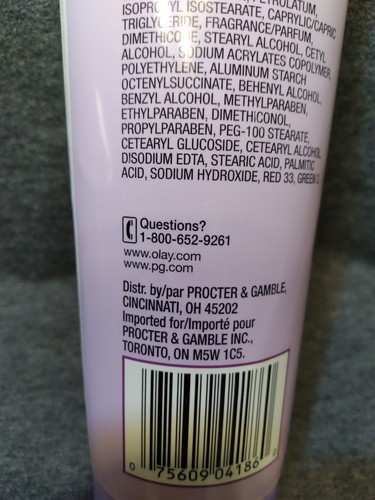 PETROLATUM,
ISOPROPYL ISOSTEARATE, CAPRYLIC/CAPRIC
TRIGLYCERIDE, FRAGRANCE/PARFUM,
DIMETHICONE, STEARYL ALCOHOL, CETYL
ALCOHOL, SODIUM ACRYLATES COPOLYMER,
POLYETHYLENE, ALUMINUM STARCH
OCTENYLSUCCINATE, BEHENYL ALCOHOL,
BENZYL ALCOHOL, METHYLPARABEN,
ETHYLPARABEN, DIMETHICONOL,
PROPYLPARABEN, PEG-100 STEARATE,
CETEARYL GLUCOSIDE, CETEARYL ALCOHOL,
DISODIUM EDTA, STEARIC ACID, PALMITIC
ACID, SODIUM HYDROXIDE, RED 33, GREEN
Questions?
1-800-652-9261
www.olay.com
www.pg.com
Distr. by/par PROCTER & GAMBLE,
CINCINNATI, OH 45202
Imported for/Importé pour
PROCTER & GAMBLE INC.,
TORONTO, ON M5W 1C5.
0 75609 04186 0